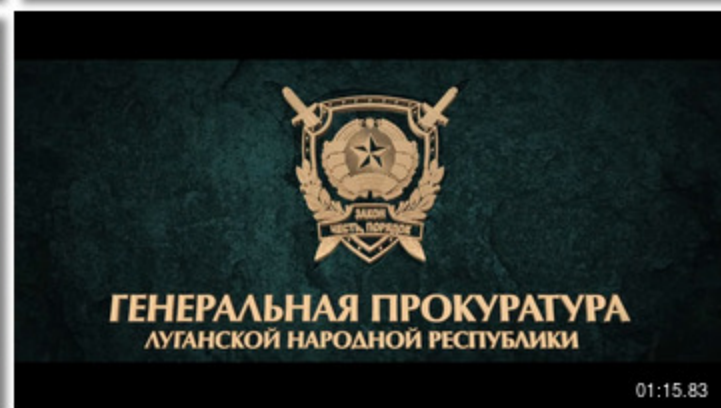 ЗАКОН
ЧЕСТЬ, ПОРЯДОК
ГЕНЕРАЛЬНАЯ ПРОКУРАТУРА
ЛУГАНСКОЙ НАРОДНОЙ РЕСПУБЛИКИ
01:15.83